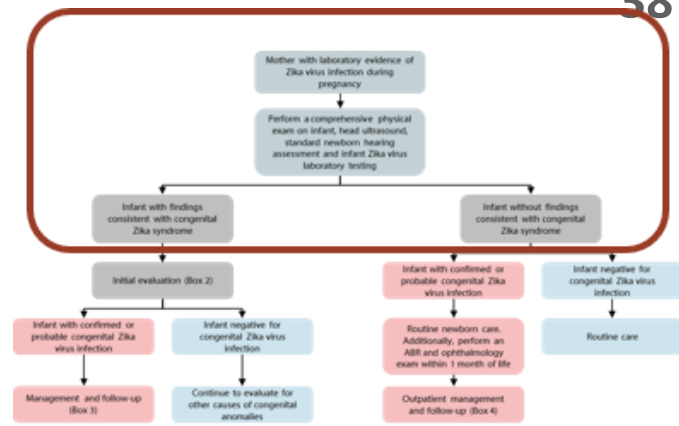 38
Mother with laboratory evidence of
Zika virus infection during
pregnancy
Perform a comprehensive physical
exam on infant, head ultrasound,
standard newborn hearing
assessment and infant Zika virus
laboratory testing
Infant with findings
consistent with congenital
Zika syndrome
Infant without findings
consistent with congenital
Zika syndrome
Initial evaluation (Box 2)
Infant with confirmed or
probable congenital Zika
virus infection
Infant negative for
congenital Zika virus
infection
Infant with confirmed or
probable congenital Zika
virus infection
Infant negative for
congenital Zika virus
infection
Routine newborn care.
Additionally, perform an
ABR and ophthalmology
exam within 1 month of life
Routine care
Management and follow-up
(Box 3)
Continue to evaluate for
other causes of congenital
anomalies
Outpatient management
and follow-up (Box 4)